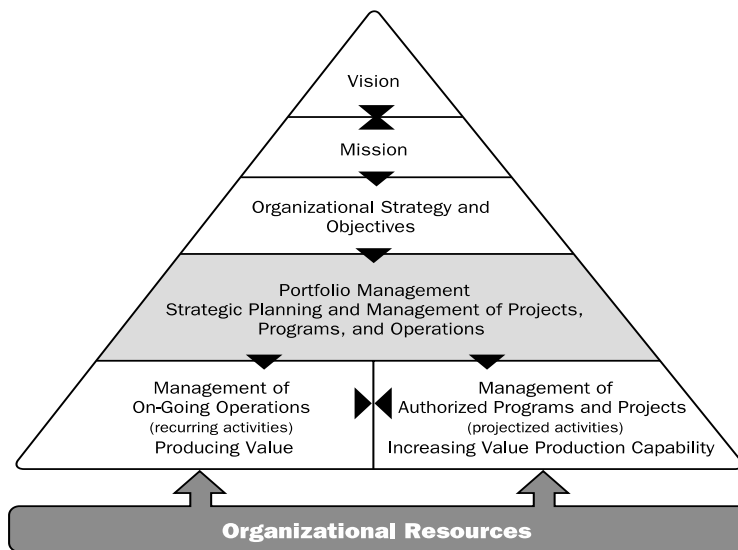 Vision
Mission
Organizational Strategy and
Objectives
Portfolio Management
Strategic Planning and Management of Projects,
Programs, and Operations
Management of
On-Going Operations
(recurring activities)
Producing Value
Management of
Authorized Programs and Projects
(projectized activities)
Increasing Value Production Capability
Organizational Resources